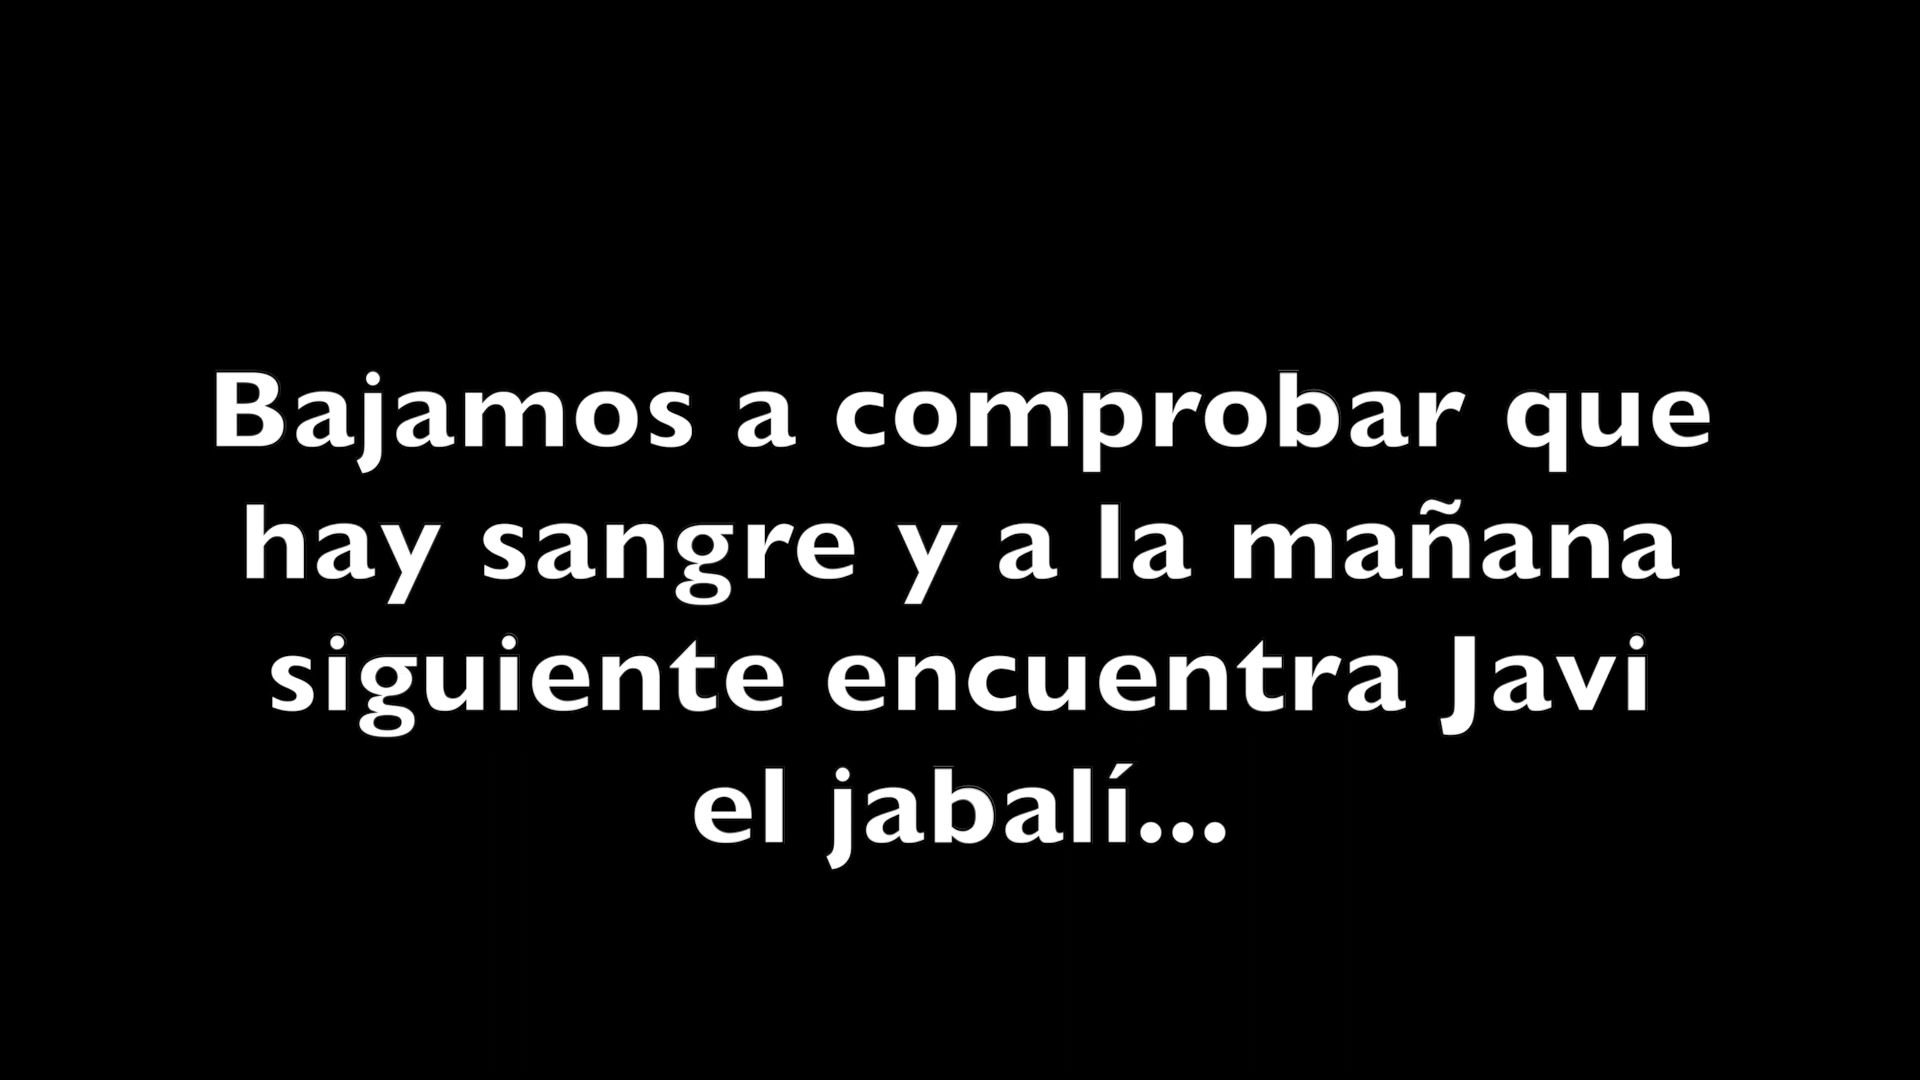 Bajamos a comprobar que
hay sangre y a la mañana
siguiente encuentra Javi
el jabalí...